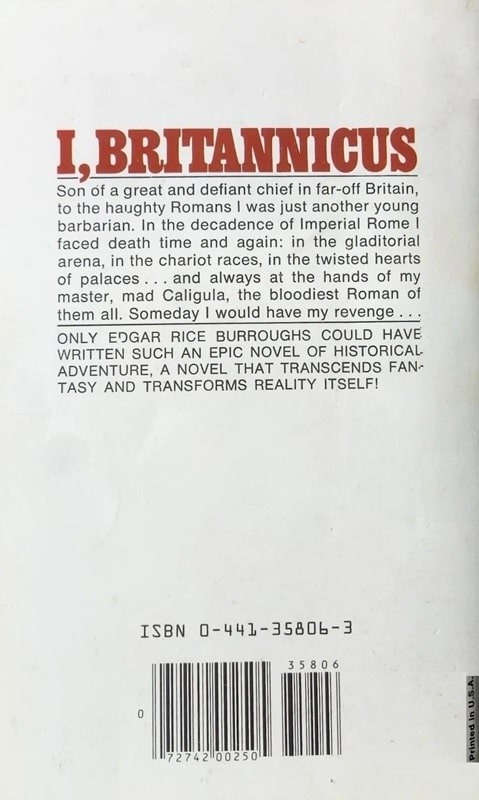 I, BRITANNICUS
Son of a great and defiant chief in far-off Britain,
to the haughty Romans I was just another young
barbarian. In the decadence of Imperial Rome I
faced death time and again: in the gladitorial
arena, in the chariot races, in the twisted hearts
of palaces . . . and always at the hands of my
master, mad Caligula, the bloodiest Roman of
them all. Someday I would have my revenge . . .
ONLY EDGAR RICE BURROUGHS COULD HAVE
WRITTEN SUCH AN EPIC NOVEL OF HISTORICAL
ADVENTURE, A NOVEL THAT TRANSCENDS FAN-
TASY AND TRANSFORMS REALITY ITSELF!
ISBN 0-441-35806-3
35806
0
72742 00250
Printed in U.S.A.